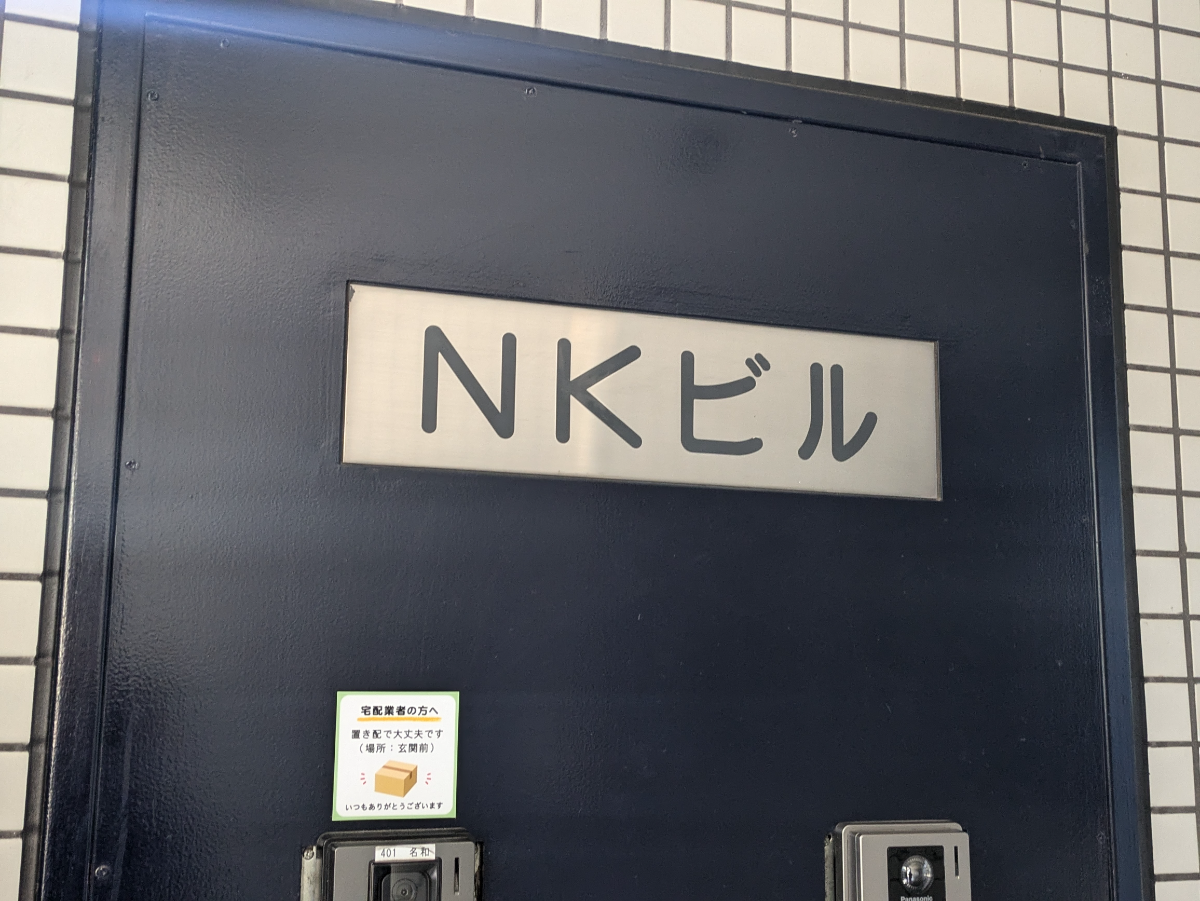 NKビル
宅配業者の方へ
置き配で大丈夫です
（場所：玄関前）
いつもありがとうございます
401 名和
Panasonic